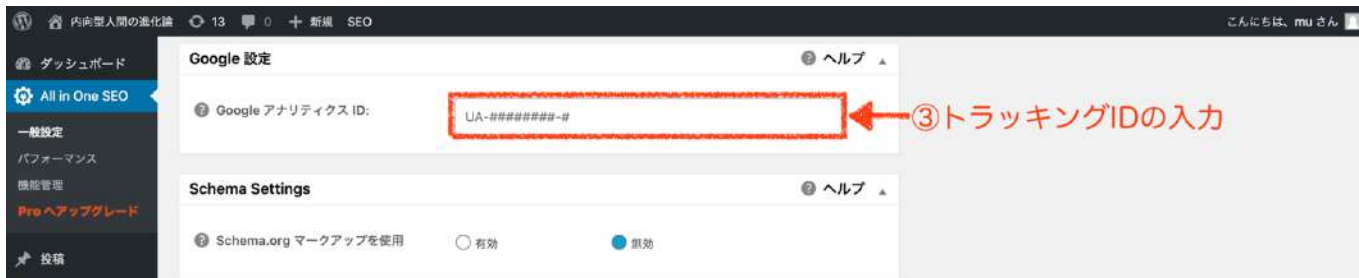 内向型人間の進化論 13 0 + 新規 SEO こんにちは、mu さん
ダッシュボード
All in One SEO
一般設定
パフォーマンス
機能管理
Pro へアップグレード
投稿
Google 設定 ヘルプ
Google アナリティクス ID: UA-########-#
③トラッキングIDの入力
Schema Settings ヘルプ
Schema.org マークアップを使用 有効 無効